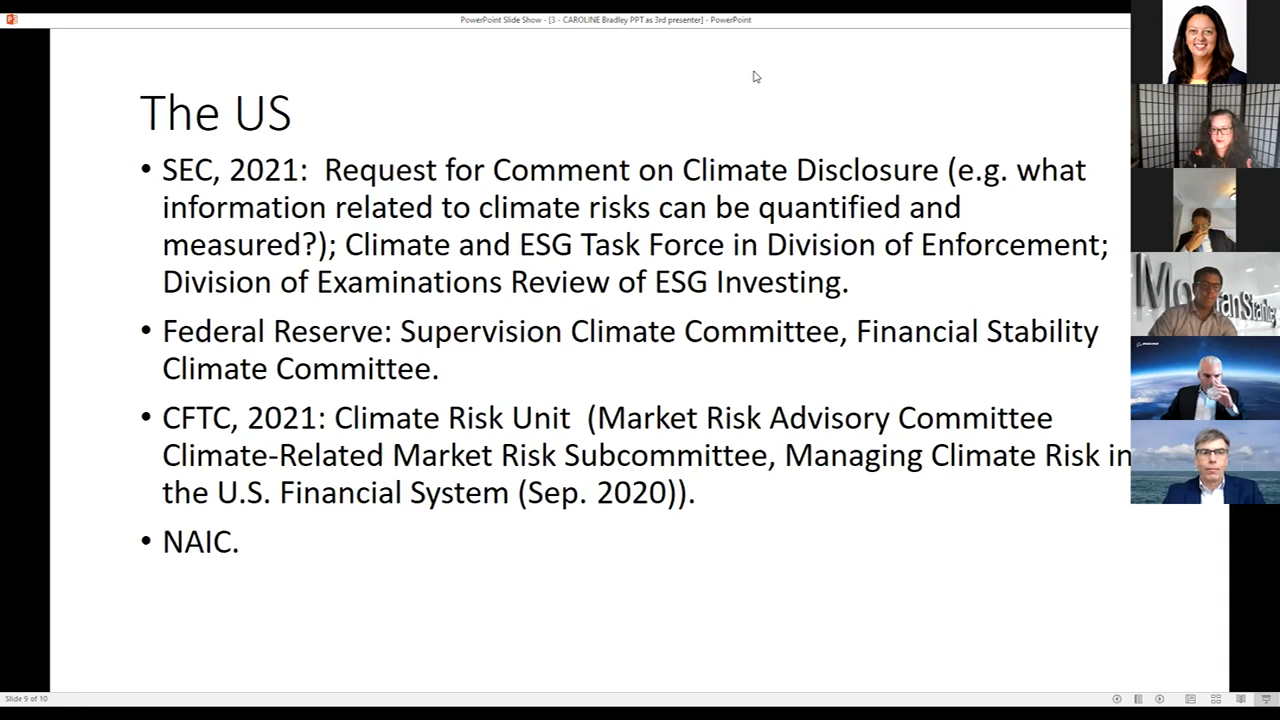 PowerPoint Slide Show - [3 - CAROLINE Bradley PPT as 3rd presenter] - PowerPoint
The US
• SEC, 2021:  Request for Comment on Climate Disclosure (e.g. what
information related to climate risks can be quantified and
measured?); Climate and ESG Task Force in Division of Enforcement;
Division of Examinations Review of ESG Investing.
• Federal Reserve: Supervision Climate Committee, Financial Stability
Climate Committee.
• CFTC, 2021: Climate Risk Unit  (Market Risk Advisory Committee
Climate-Related Market Risk Subcommittee, Managing Climate Risk in
the U.S. Financial System (Sep. 2020)).
• NAIC.
Slide 9 of 10